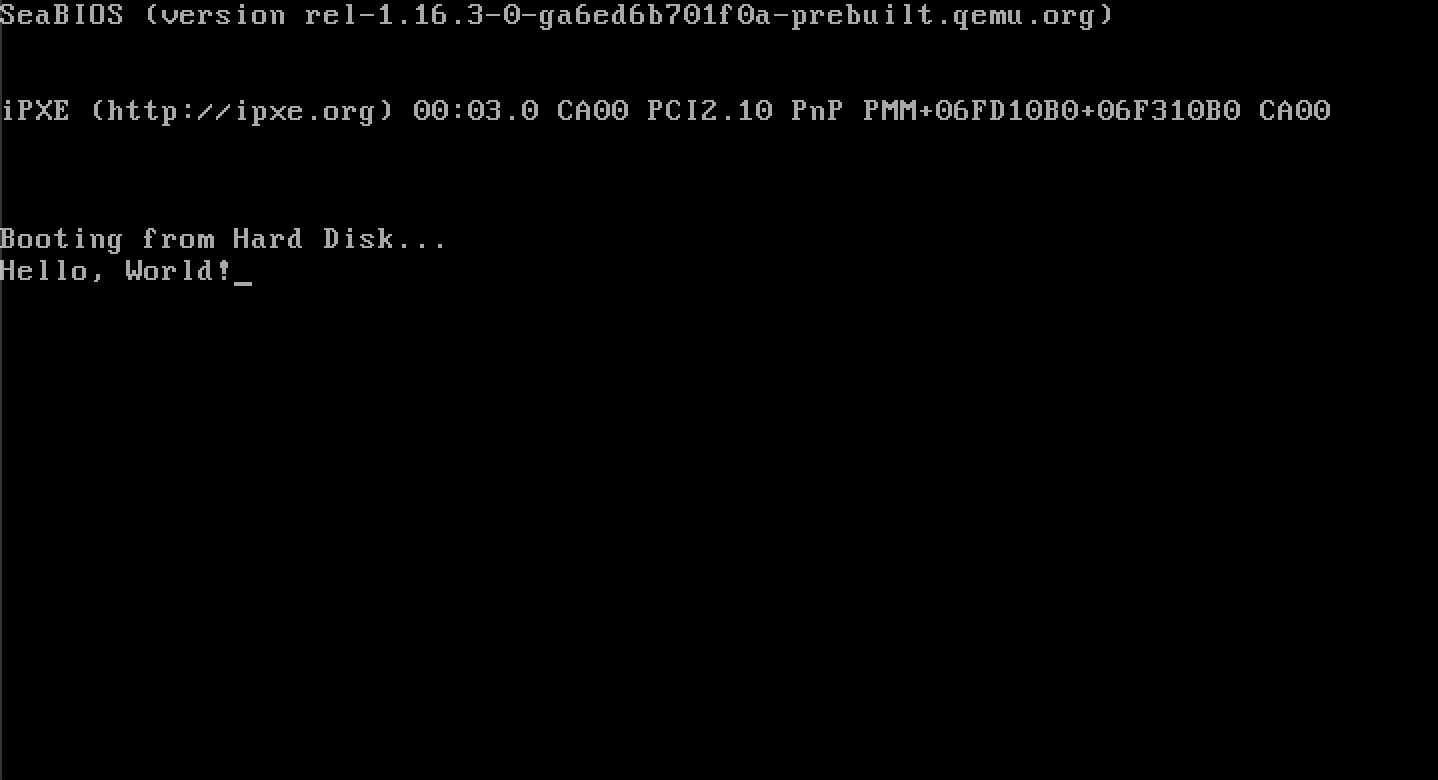 SeaBIOS (version rel-1.16.3-0-ga6ed6b701f0a-prebuilt.qemu.org)
iPXE (http://ipxe.org) 00:03.0 CA00 PCI2.10 PnP PMM+06FD10B0+06F310B0 CA00
Booting from Hard Disk...
Hello, World!_